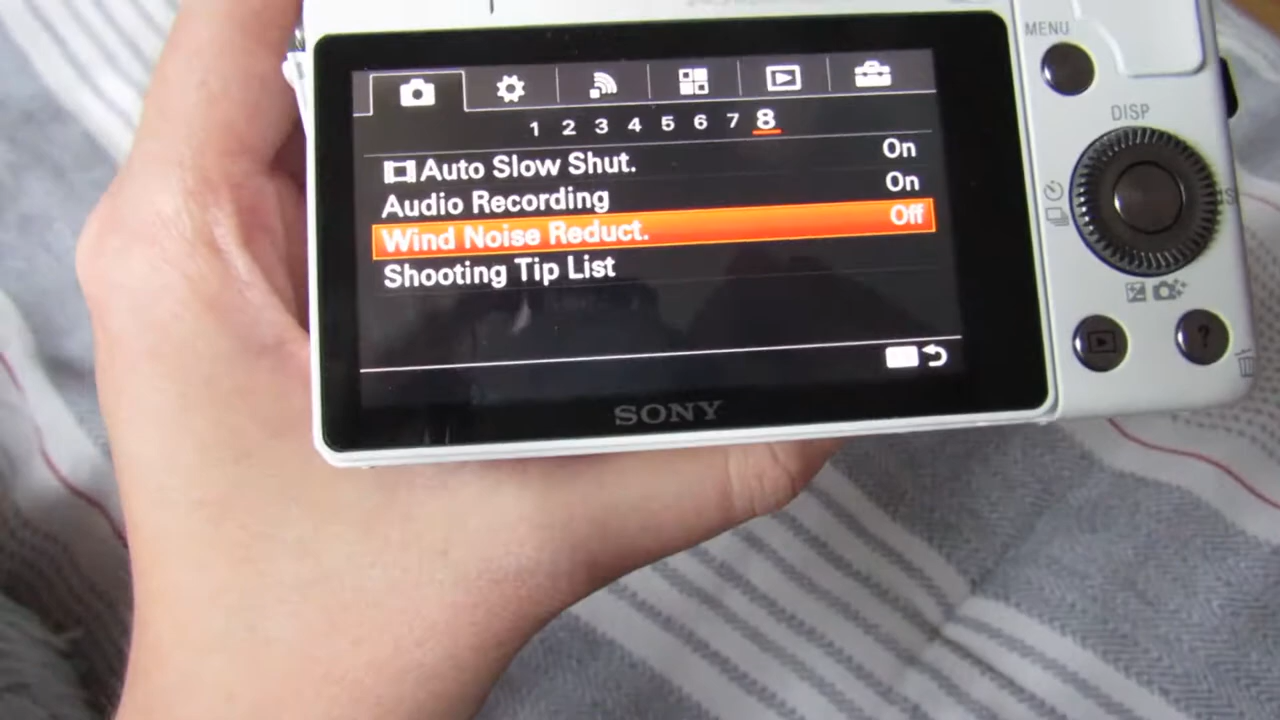 MENU
DISP
1 2 3 4 5 6 7 8
Auto Slow Shut. On
Audio Recording On
Wind Noise Reduct. Off
Shooting Tip List
SONY
?